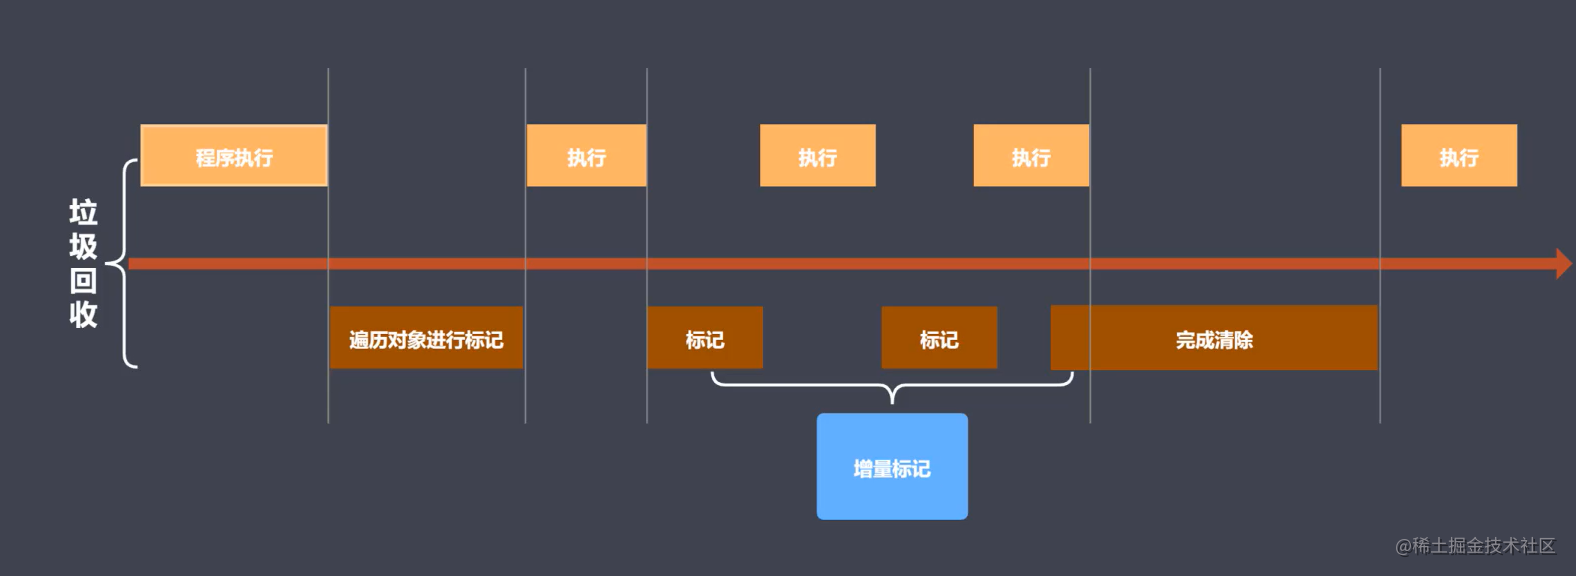 程序执行
执行
执行
执行
执行
垃圾回收
遍历对象进行标记
标记
标记
完成清除
增量标记
@稀土掘金技术社区